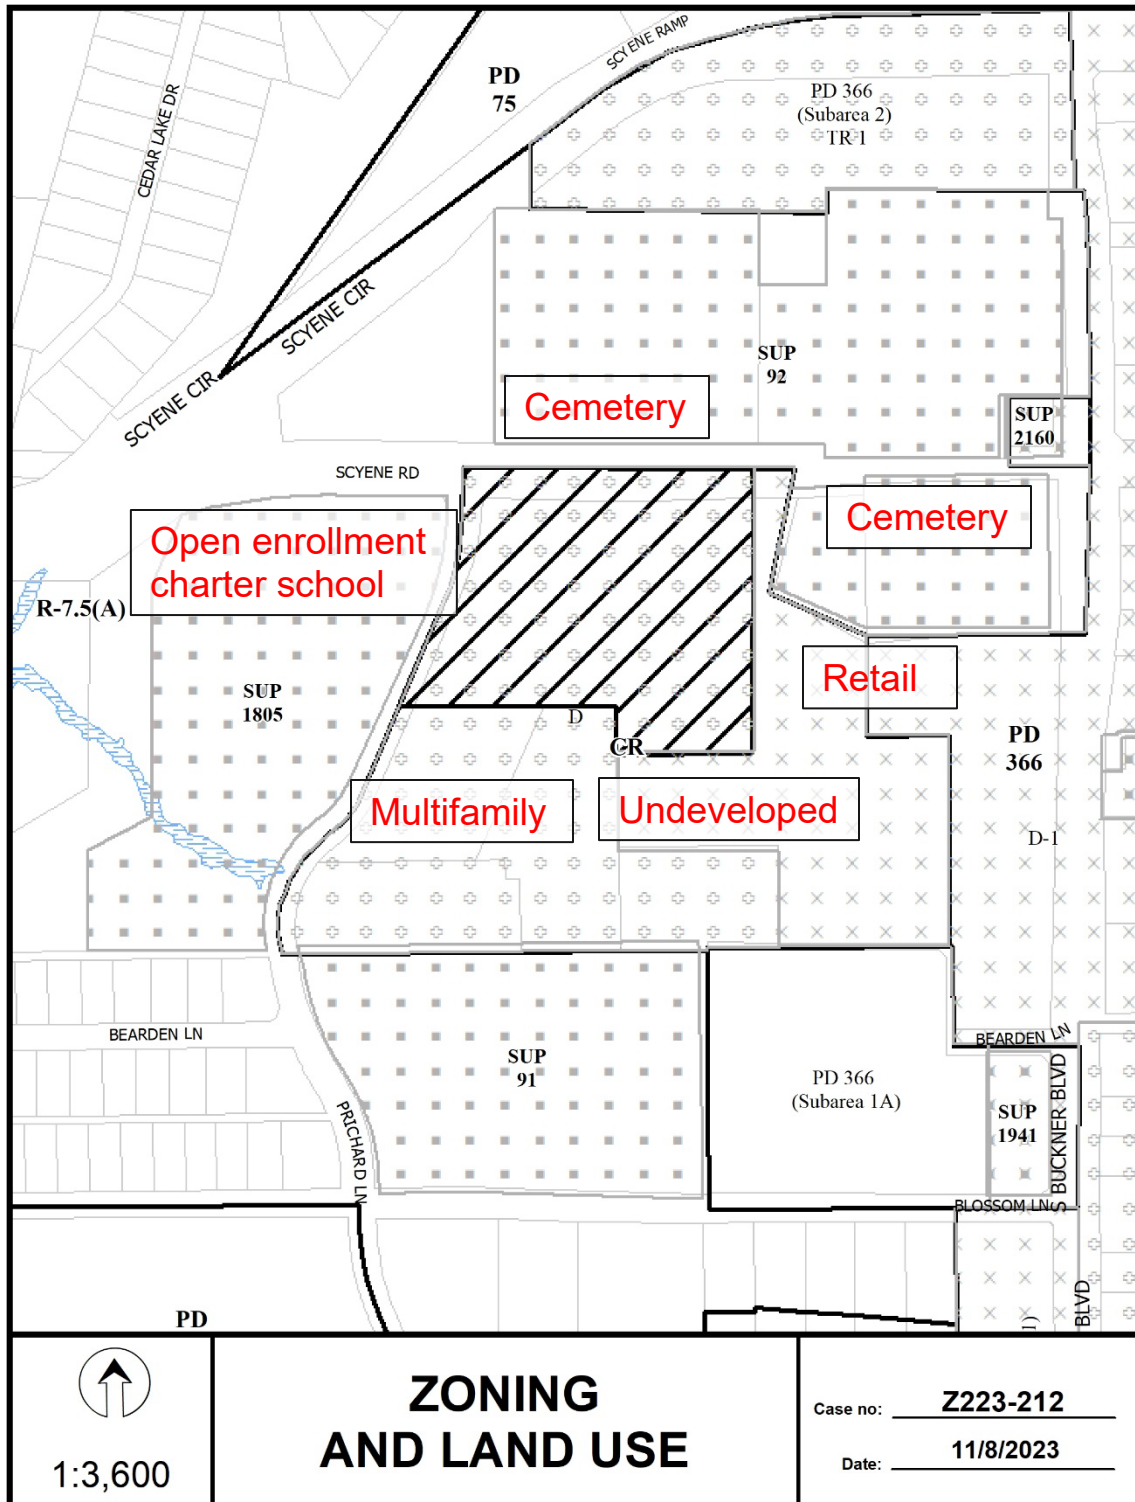 SCYENE RAMP
PD
75
PD 366
(Subarea 2)
TR 1
CEDAR LAKE DR
SCYENE CIR
SCYENE CIR
SUP
92
Cemetery
SUP
2160
SCYENE RD
Open enrollment
charter school
Cemetery
R-7.5(A)
Retail
SUP
1805
D
CR
PD
366
Multifamily
Undeveloped
D-1
BEARDEN LN
BEARDEN LN
SUP
91
PD 366
(Subarea 1A)
SUP
1941
S BUCKNER BLVD
PRICHARD LN
BLOSSOM LN
PD
BLVD
1)
1:3,600
ZONING
AND LAND USE
Case no: Z223-212
Date: 11/8/2023